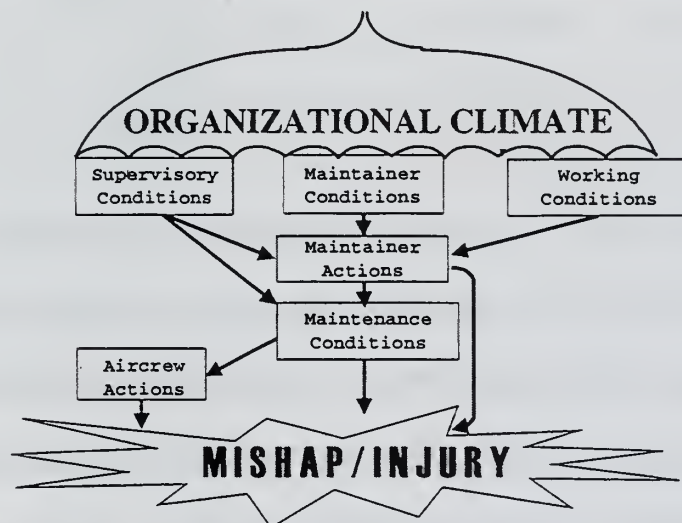 ORGANIZATIONAL CLIMATE
Supervisory
Conditions
Maintainer
Conditions
Working
Conditions
Maintainer
Actions
Maintenance
Conditions
Aircrew
Actions
MISHAP/INJURY